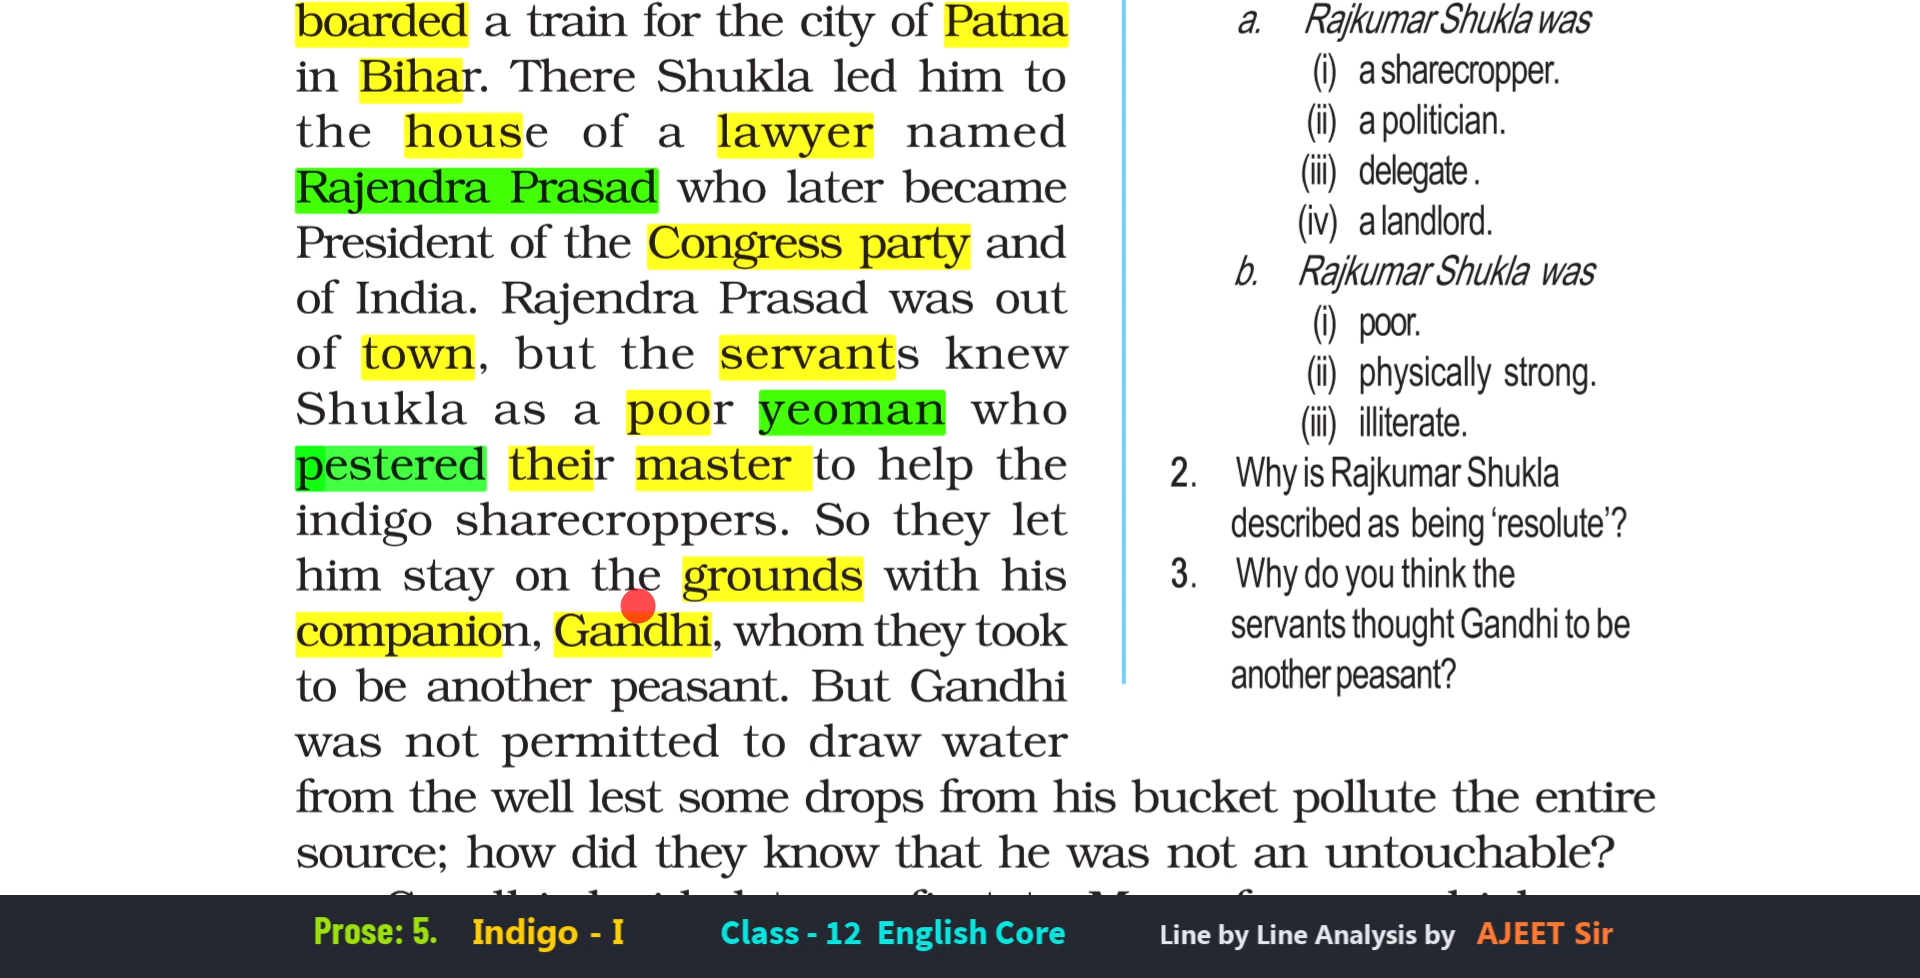 boarded a train for the city of Patna
in Bihar. There Shukla led him to
the house of a lawyer named
Rajendra Prasad who later became
President of the Congress party and
of India. Rajendra Prasad was out
of town, but the servants knew
Shukla as a poor yeoman who
pestered their master to help the
indigo sharecroppers. So they let
him stay on the grounds with his
companion, Gandhi, whom they took
to be another peasant. But Gandhi
was not permitted to draw water
from the well lest some drops from his bucket pollute the entire
source; how did they know that he was not an untouchable?
a. Rajkumar Shukla was
(i) a sharecropper.
(ii) a politician.
(iii) delegate .
(iv) a landlord.
b. Rajkumar Shukla was
(i) poor.
(ii) physically strong.
(iii) illiterate.
2. Why is Rajkumar Shukla
described as being ‘resolute’?
3. Why do you think the
servants thought Gandhi to be
another peasant?
Prose: 5. Indigo - I Class - 12 English Core Line by Line Analysis by AJEET Sir